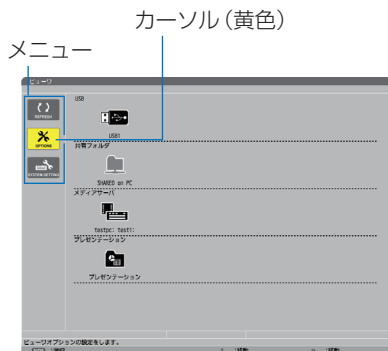 カーソル（黄色）
メニュー
ビューワ
REFRESH
OPTIONS
SYSTEM SETTING
USB
USB1
共有フォルダ
SHARED on PC
メディアサーバ
testpc: test1:
プレゼンテーション
プレゼンテーション
ビューワオプションの設定をします。